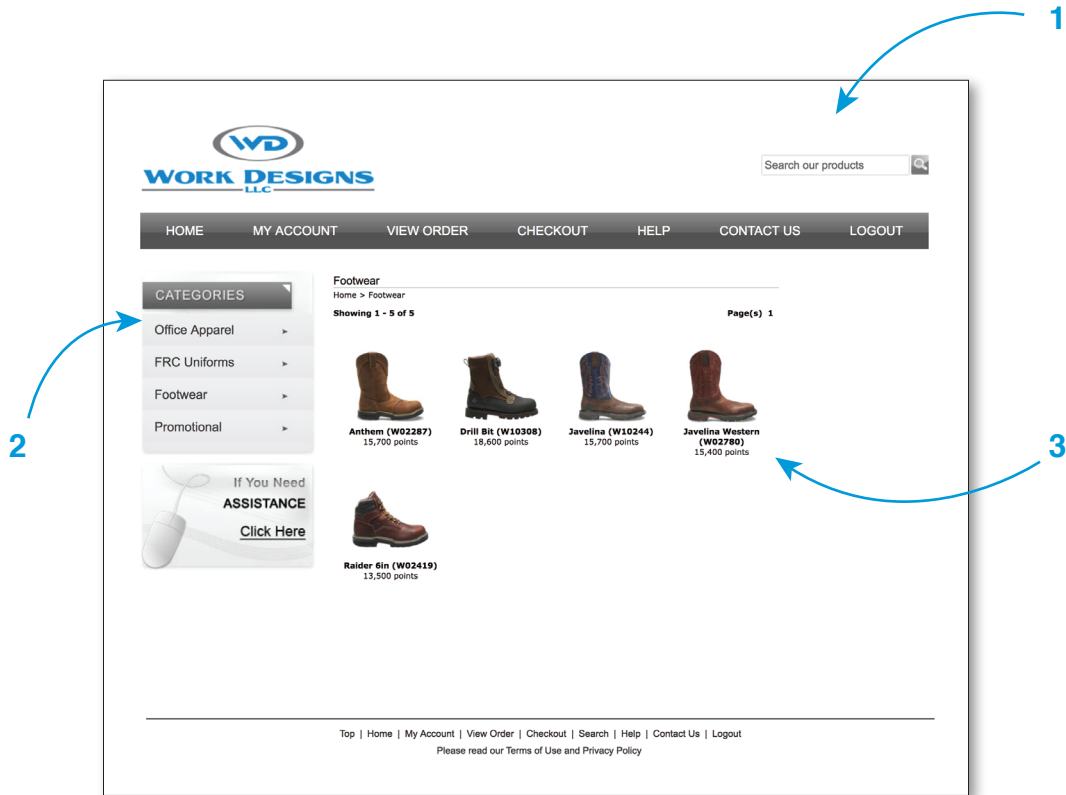 1
WD
WORK DESIGNS
LLC
Search our products
HOME MY ACCOUNT VIEW ORDER CHECKOUT HELP CONTACT US LOGOUT
CATEGORIES
Office Apparel
FRC Uniforms
Footwear
Promotional
2
If You Need
ASSISTANCE
Click Here
Footwear
Home > Footwear
Showing 1 - 5 of 5 Page(s) 1
Anthem (W02287)
15,700 points
Drill Bit (W10308)
18,600 points
Javelina (W10244)
15,700 points
Javelina Western
(W02780)
15,400 points
3
Raider 6in (W02419)
13,500 points
Top | Home | My Account | View Order | Checkout | Search | Help | Contact Us | Logout
Please read our Terms of Use and Privacy Policy